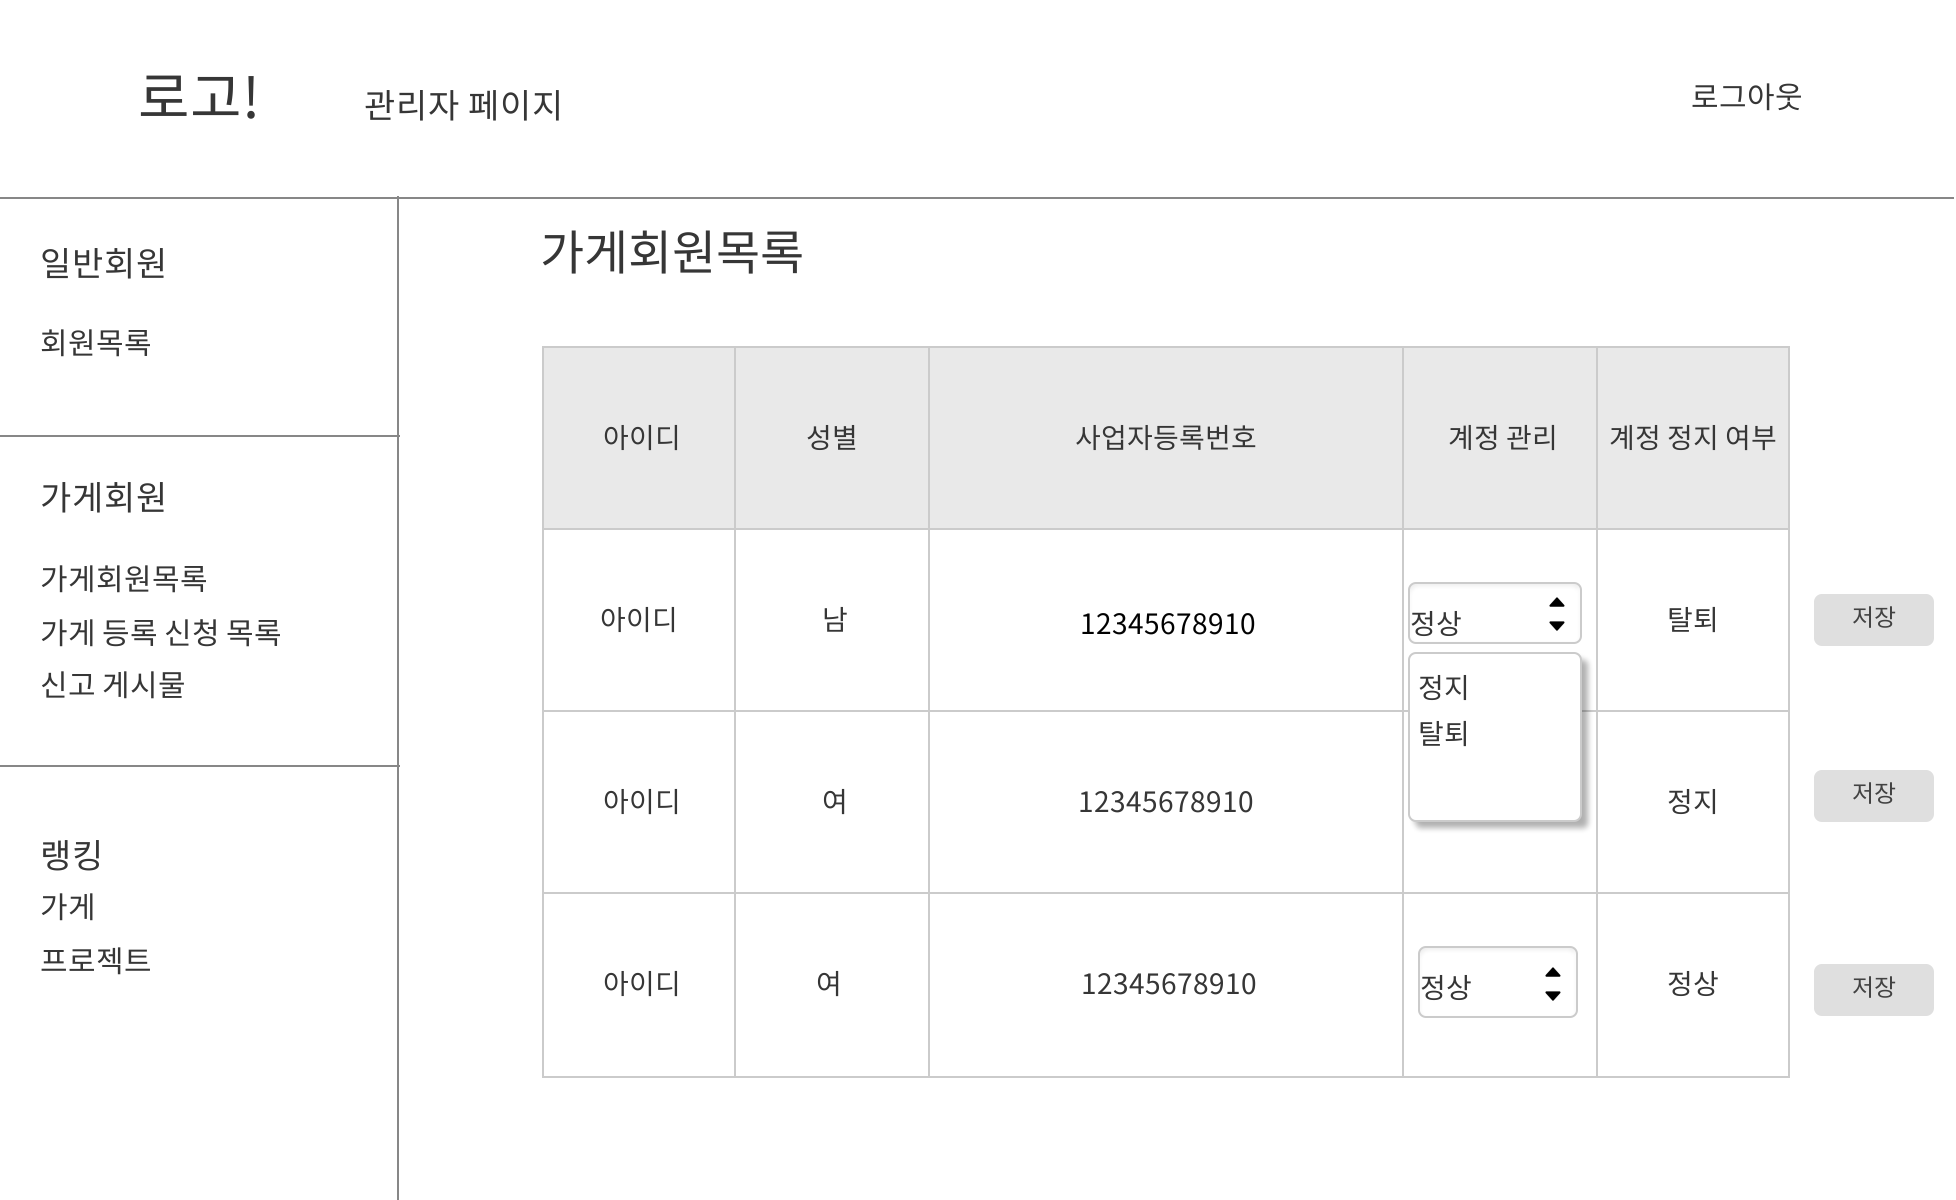 로고!
관리자 페이지
로그아웃
일반회원
회원목록
가게회원
가게회원목록
가게 등록 신청 목록
신고 게시물
랭킹
가게
프로젝트
가게회원목록
아이디 성별 사업자등록번호 계정 관리 계정 정지 여부
아이디 남 12345678910 정상 탈퇴 저장
정지
탈퇴
아이디 여 12345678910 정지 저장
아이디 여 12345678910 정상 정상 저장